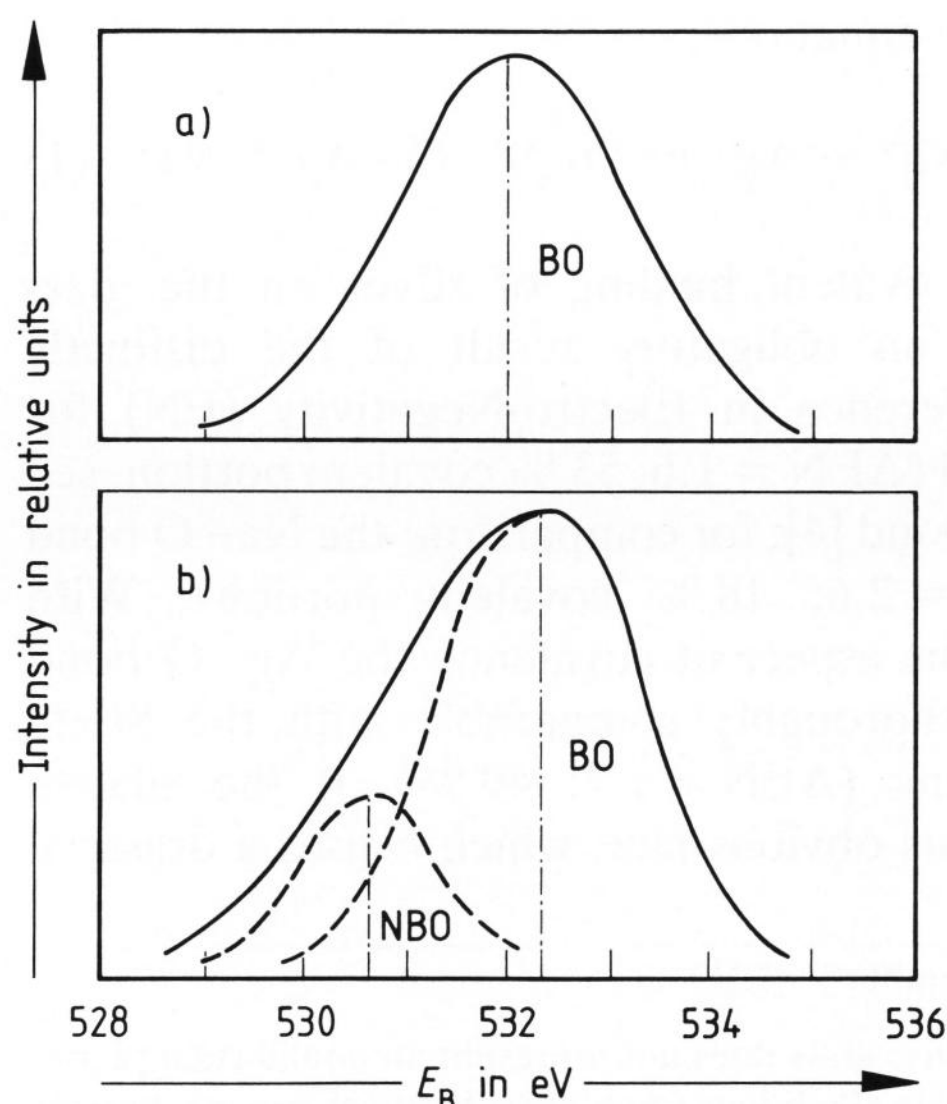 a)
BO
b)
BO
NBO
Intensity in relative units
528 530 532 534 536
E_B in eV